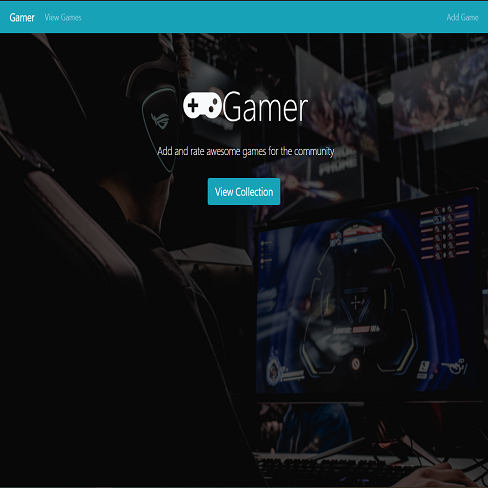 Gamer View Games Add Game
Gamer
Add and rate awesome games for the community
View Collection